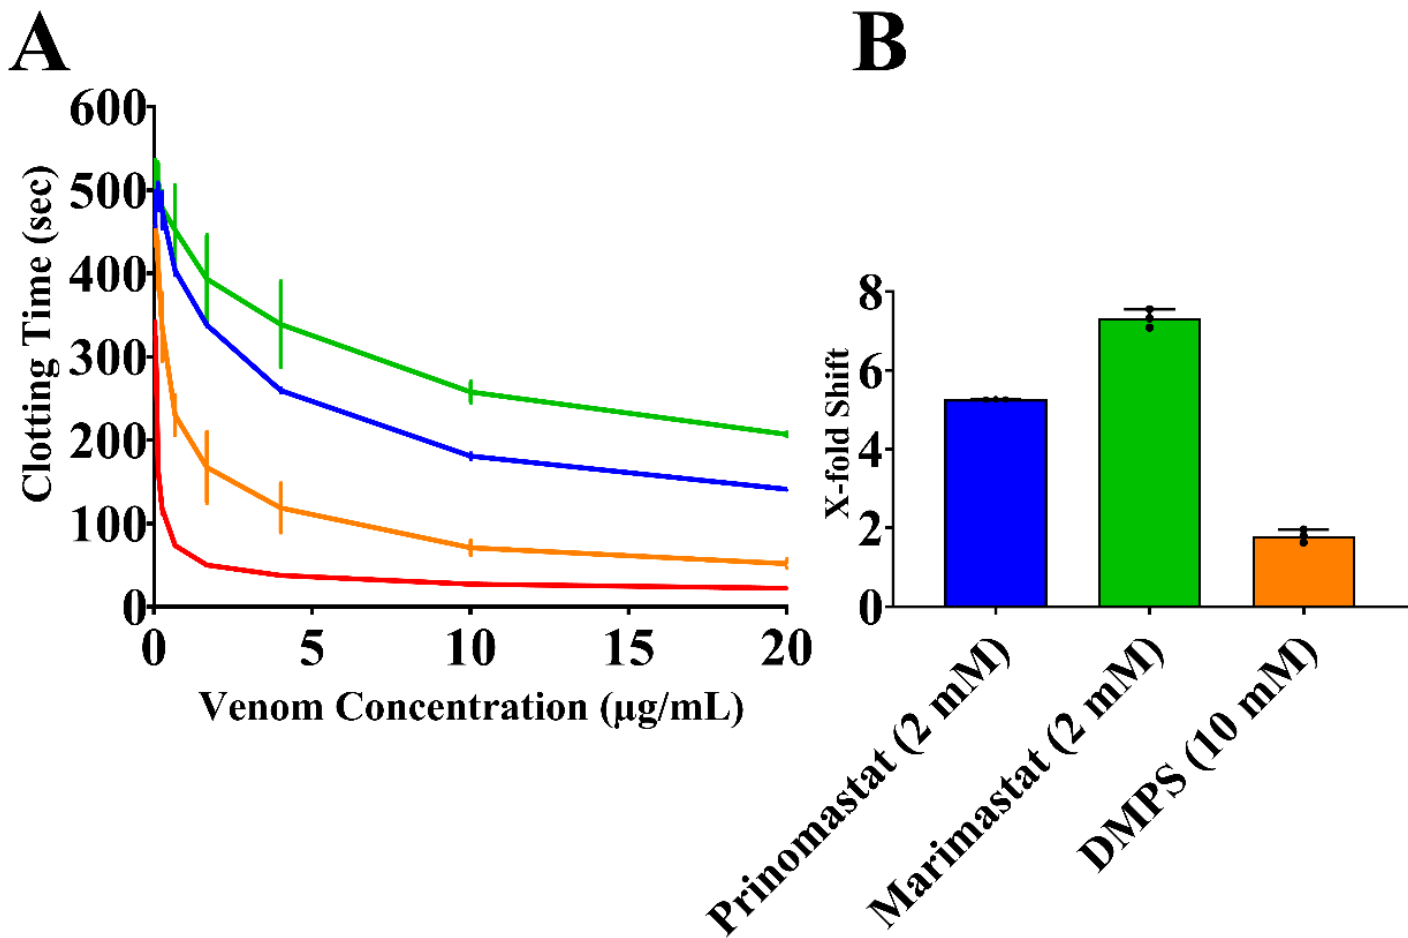 A
600
500
400
300
200
100
0
Clotting Time (sec)
0 5 10 15 20
Venom Concentration (µg/mL)
B
8
6
4
2
0
X-fold Shift
Prinomastat (2 mM)
Marimastat (2 mM)
DMPS (10 mM)